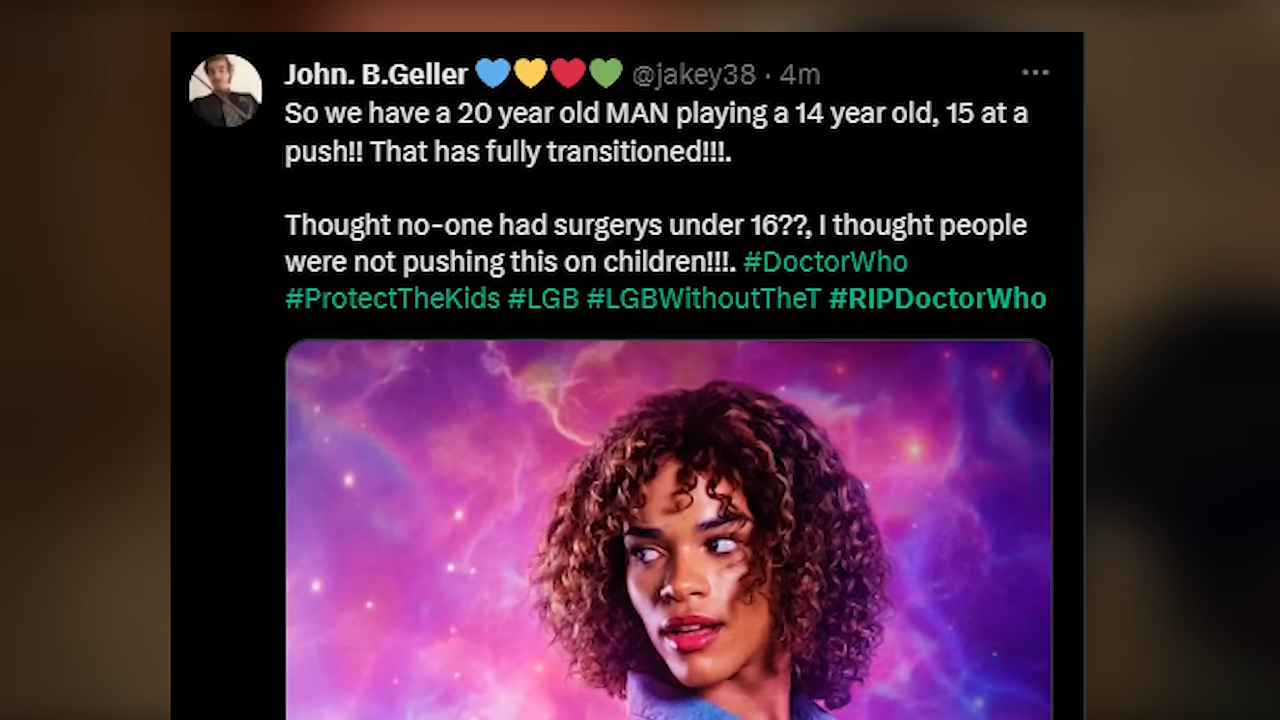 John. B.Geller 💙💛❤️💚 @jakey38 · 4m
So we have a 20 year old MAN playing a 14 year old, 15 at a
push!! That has fully transitioned!!!.
Thought no-one had surgerys under 16??, I thought people
were not pushing this on children!!!. #DoctorWho
#ProtectTheKids #LGB #LGBWithoutTheT #RIPDoctorWho